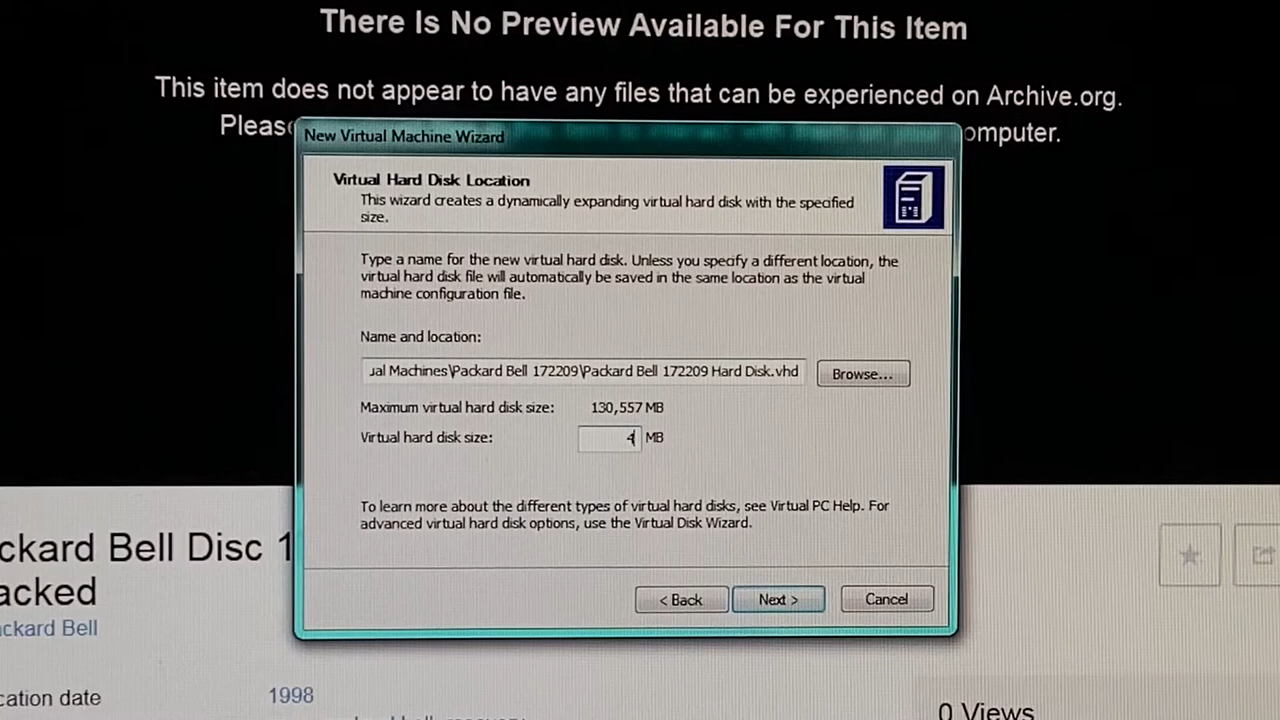 There Is No Preview Available For This Item
This item does not appear to have any files that can be experienced on Archive.org.
Pleas
omputer.
New Virtual Machine Wizard
Virtual Hard Disk Location
This wizard creates a dynamically expanding virtual hard disk with the specified
size.
Type a name for the new virtual hard disk. Unless you specify a different location, the
virtual hard disk file will automatically be saved in the same location as the virtual
machine configuration file.
Name and location:
ual Machines\Packard Bell 172209\Packard Bell 172209 Hard Disk.vhd
Browse...
Maximum virtual hard disk size: 130,557 MB
Virtual hard disk size: 4 MB
To learn more about the different types of virtual hard disks, see Virtual PC Help. For
advanced virtual hard disk options, use the Virtual Disk Wizard.
< Back
Next >
Cancel
ckard Bell Disc 1
acked
ckard Bell
cation date 1998
0 Views